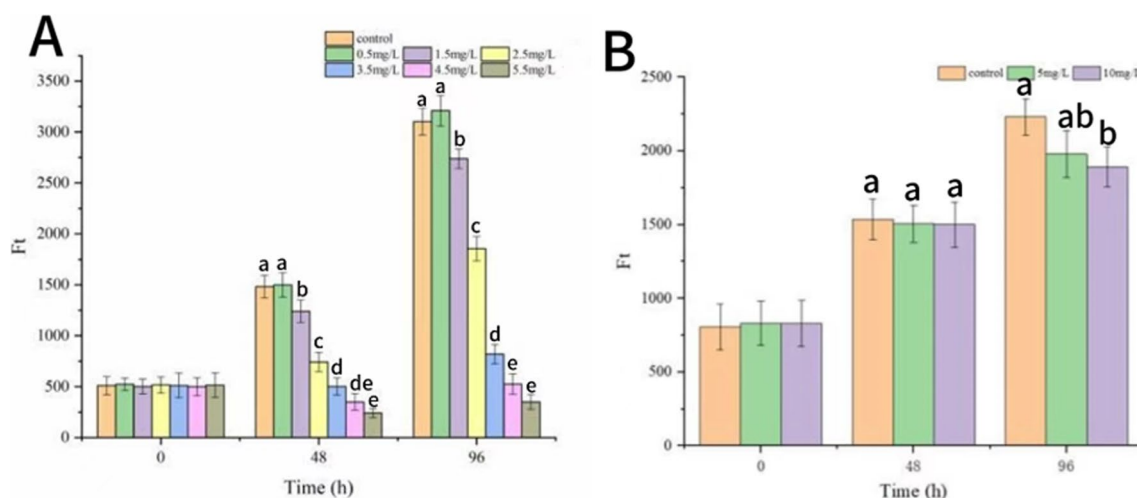 A
control
0.5mg/L 1.5mg/L 2.5mg/L
3.5mg/L 4.5mg/L 5.5mg/L
3500
3000
2500
2000
1500
1000
500
0
Ft
a a b c d de e
a a b c d e e
0 48 96
Time (h)
B
control 5mg/L 10mg/L
2500
2000
1500
1000
500
0
Ft
a a a
a ab b
0 48 96
Time (h)